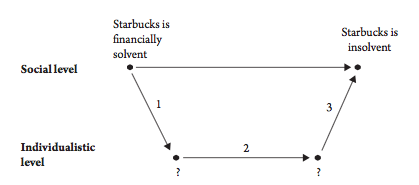 Starbucks is
financially
solvent
Starbucks is
insolvent
Social level
1
3
2
Individualistic
level
?
?